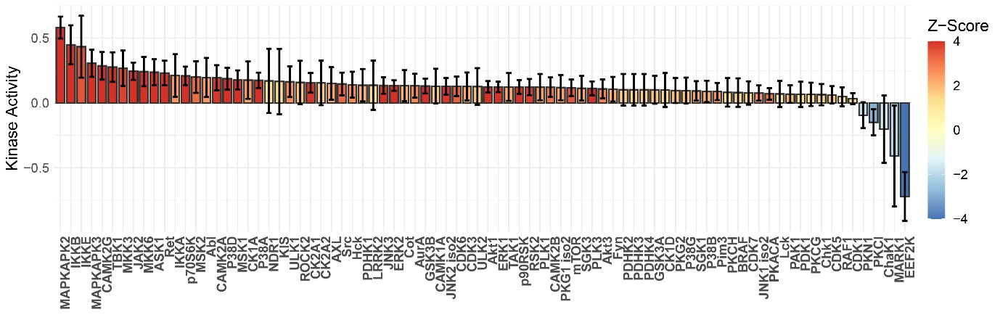 Z−Score
4
2
0
−2
−4
Kinase Activity
0.5
0.0
−0.5
MAPKAPK2
IKKB
IKKE
MAPKAPK3
CAMK2G
TBK1
MKK3
JAK2
MKK6
ASK1
Ret
IKKA
p70S6K
MSK2
Abl
CAMK2A
P38D
MSK1
CK1A
P38A
NDR1
KIS
ULK1
ROCK2
CK2A1
CK2A2
AXL
Src
Hck
PDHK1
LRRK2
JNK3
ERK2
Cot
AurA
GSK3B
CAMK1A
JNK2 iso2
CDK6
CDK3
ULK2
Akt1
ERK1
TAK1
p90RSK
RSK2
PLK1
CAMK2B
PKG1 iso2
mTOR
SGK3
PLK3
Akt3
Fyn
PDHK2
PDHK3
PDHK4
GSK3A
CK1D
PKG2
P38G
SGK1
P38B
Pim3
PKCH
BRAF
CDK7
JNK1 iso2
PKACA
Lck
PAK1
PDK1
PKCG
Chk1
CDK5
RAF1
CDK1
PKN1
PKCI
ChaK1
MARK1
EEF2K